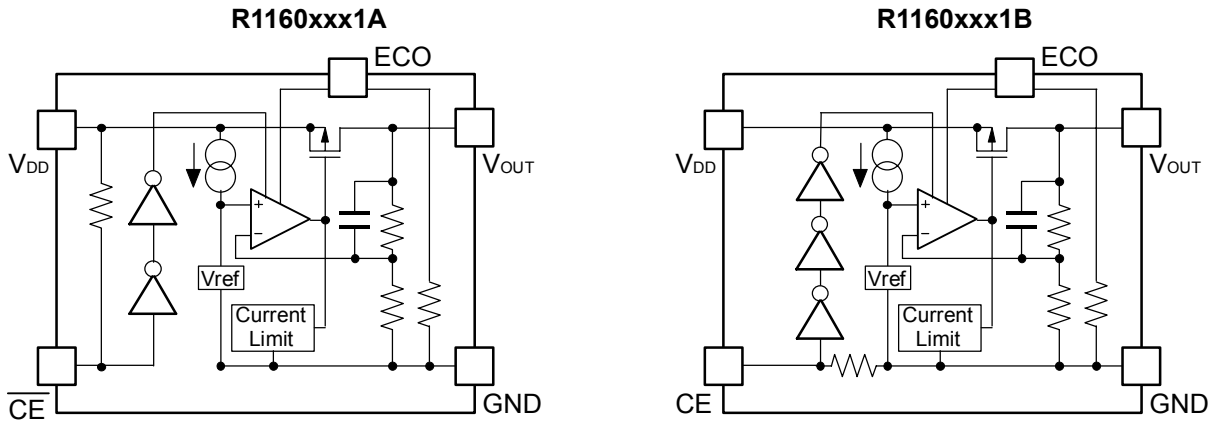 R1160xxx1A
ECO
VDD
VOUT
+
−
Vref
Current
Limit
CE
GND
R1160xxx1B
ECO
VDD
VOUT
+
−
Vref
Current
Limit
CE
GND